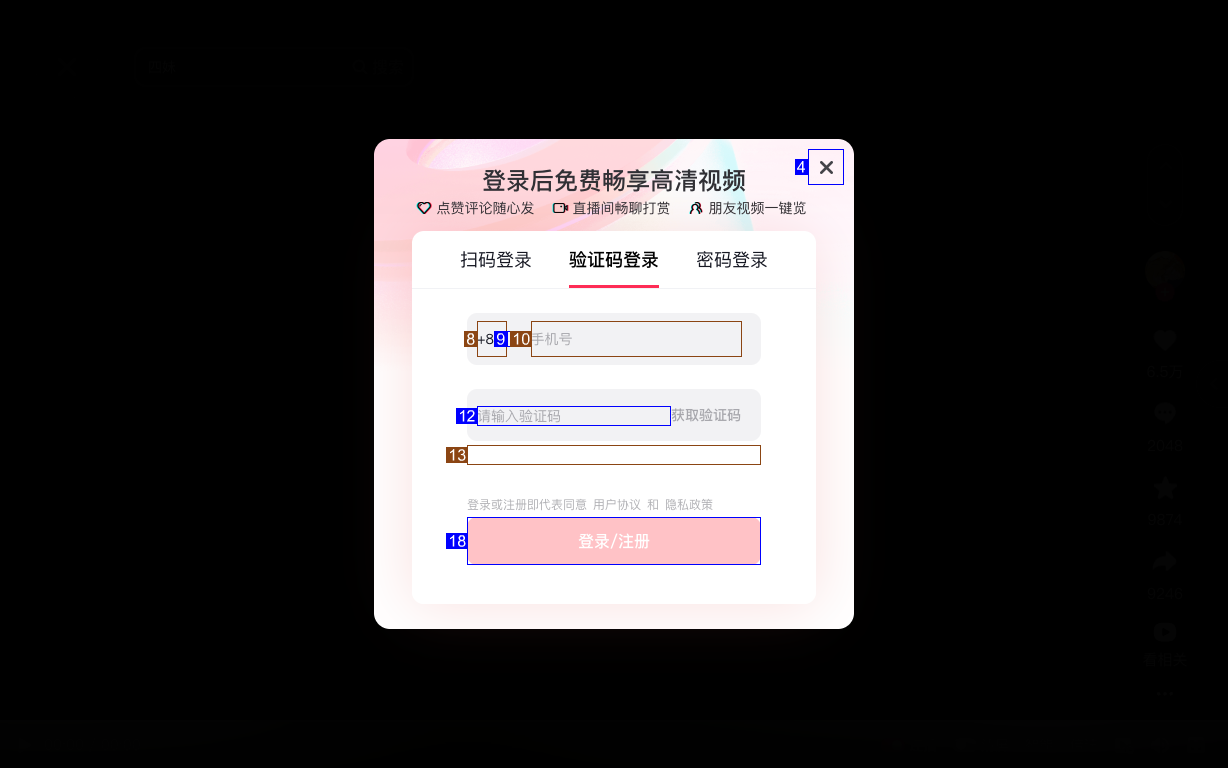 登录后免费畅享高清视频
4
点赞评论随心发 直播间畅聊打赏 朋友视频一键览
扫码登录 验证码登录 密码登录
8 +8 9 10 手机号
12 请输入验证码 获取验证码
13
登录或注册即代表同意 用户协议 和 隐私政策
18 登录/注册